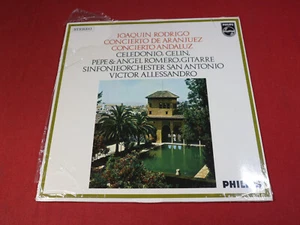 STEREO
PHILIPS
JOAQUIN RODRIGO
CONCIERTO DE ARANJUEZ
CONCIERTO ANDALUZ
CELEDONIO, CELIN,
PEPE & ANGEL ROMERO, GITARRE
SINFONIEORCHESTER SAN ANTONIO
VICTOR ALLESSANDRO
PHILIPS